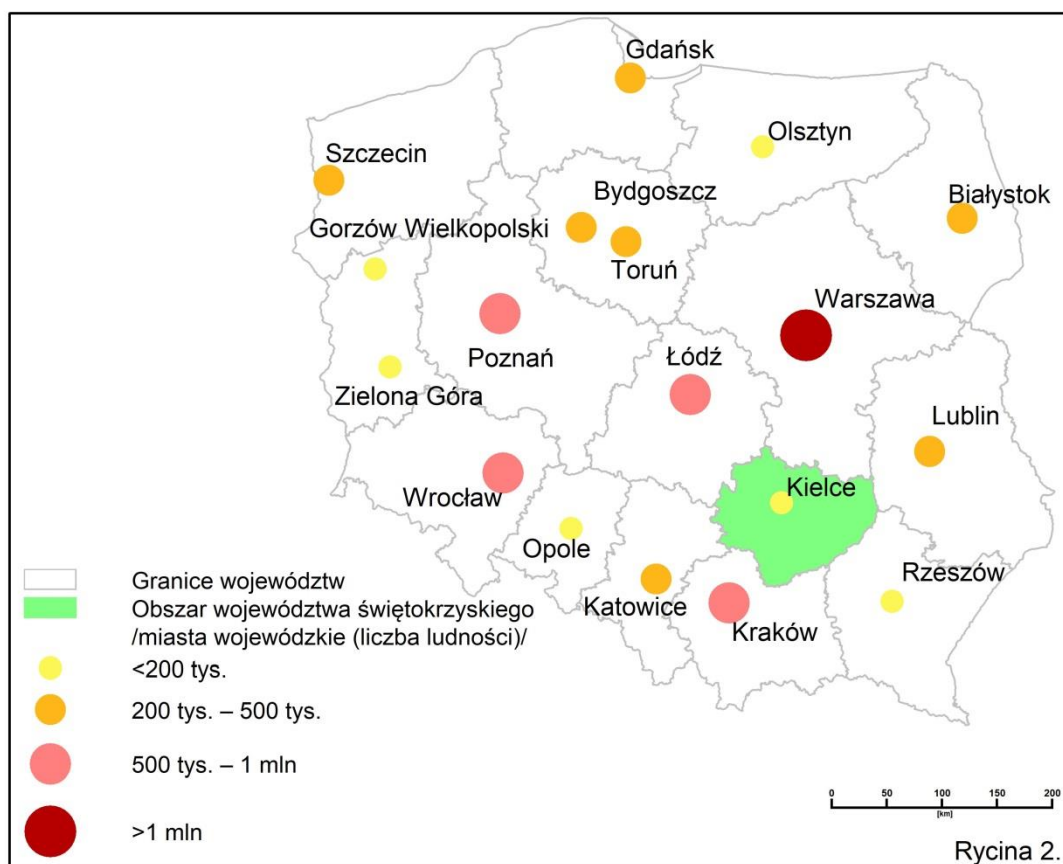 Gdańsk
Olsztyn
Szczecin
Bydgoszcz
Białystok
Gorzów Wielkopolski
Toruń
Warszawa
Poznań
Łódź
Zielona Góra
Lublin
Wrocław
Kielce
Opole
Rzeszów
Katowice
Kraków
Granice województw
Obszar województwa świętokrzyskiego
/miasta wojewódzkie (liczba ludności)/
<200 tys.
200 tys. – 500 tys.
500 tys. – 1 mln
>1 mln
0 50 100 150 200
[km]
Rycina 2.